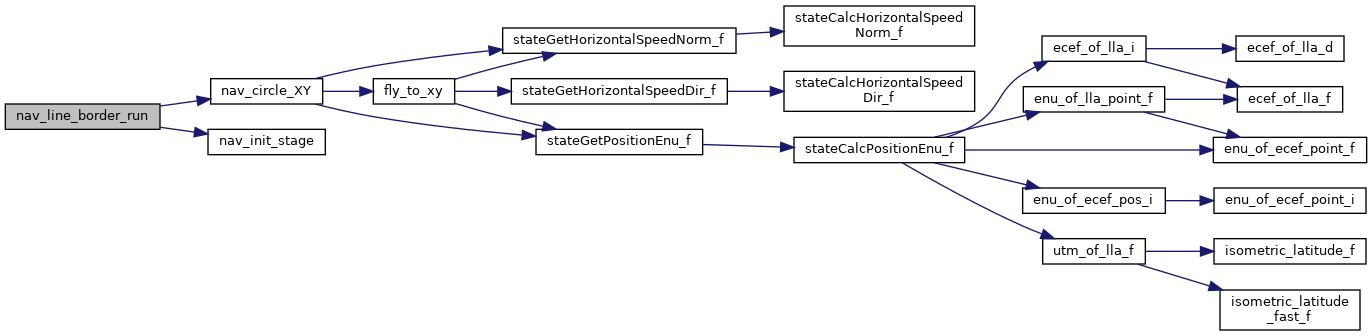 nav_line_border_run
nav_circle_XY
nav_init_stage
fly_to_xy
stateGetHorizontalSpeedNorm_f
stateGetHorizontalSpeedDir_f
stateGetPositionEnu_f
stateCalcHorizontalSpeed
Norm_f
stateCalcHorizontalSpeed
Dir_f
stateCalcPositionEnu_f
ecef_of_lla_i
enu_of_lla_point_f
enu_of_ecef_pos_i
utm_of_lla_f
ecef_of_lla_d
ecef_of_lla_f
enu_of_ecef_point_f
enu_of_ecef_point_i
isometric_latitude_f
isometric_latitude
_fast_f